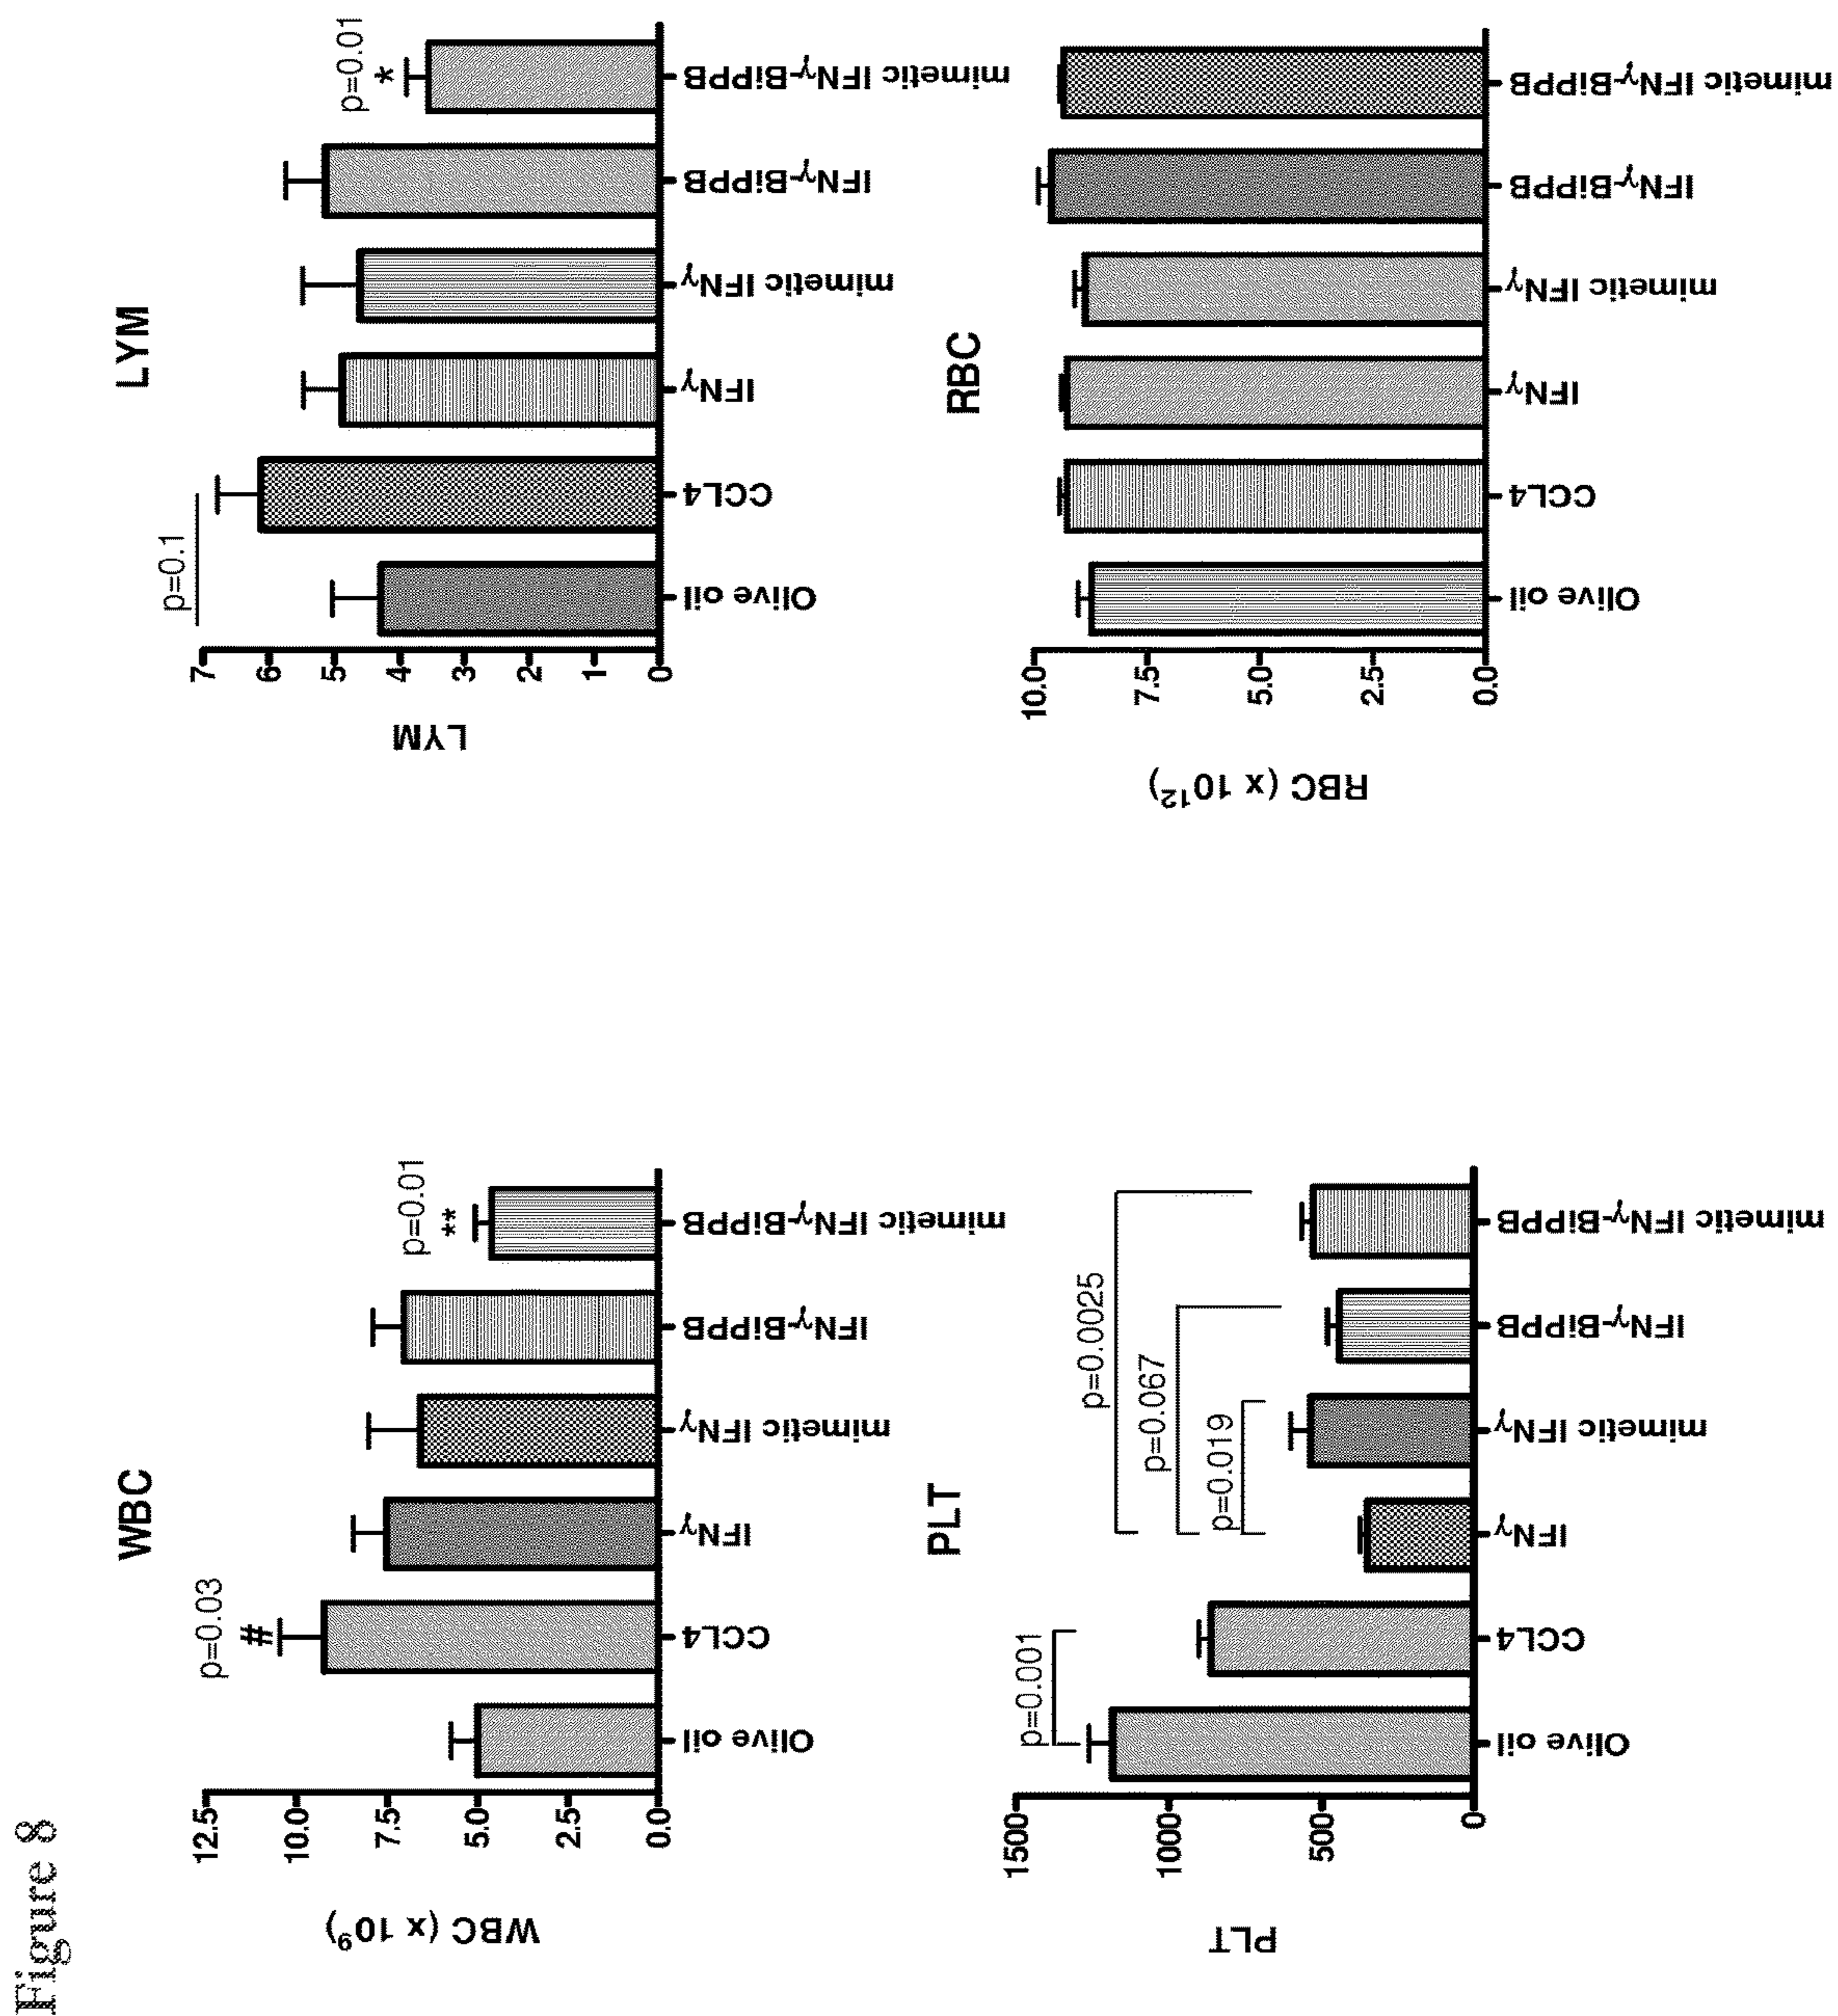 Figure 8
WBC
WBC (x 10⁹)
12.5
10.0
7.5
5.0
2.5
0.0
p=0.03
#
p=0.01
**
Olive oil
CCL4
IFNγ
mimetic IFNγ
IFNγ-BiPPB
mimetic IFNγ-BiPPB
LYM
LYM
7
6
5
4
3
2
1
0
p=0.1
p=0.01
*
Olive oil
CCL4
IFNγ
mimetic IFNγ
IFNγ-BiPPB
mimetic IFNγ-BiPPB
PLT
PLT
1500
1000
500
0
p=0.001
p=0.0025
p=0.067
p=0.019
Olive oil
CCL4
IFNγ
mimetic IFNγ
IFNγ-BiPPB
mimetic IFNγ-BiPPB
RBC
RBC (x 10¹²)
10.0
7.5
5.0
2.5
0.0
Olive oil
CCL4
IFNγ
mimetic IFNγ
IFNγ-BiPPB
mimetic IFNγ-BiPPB